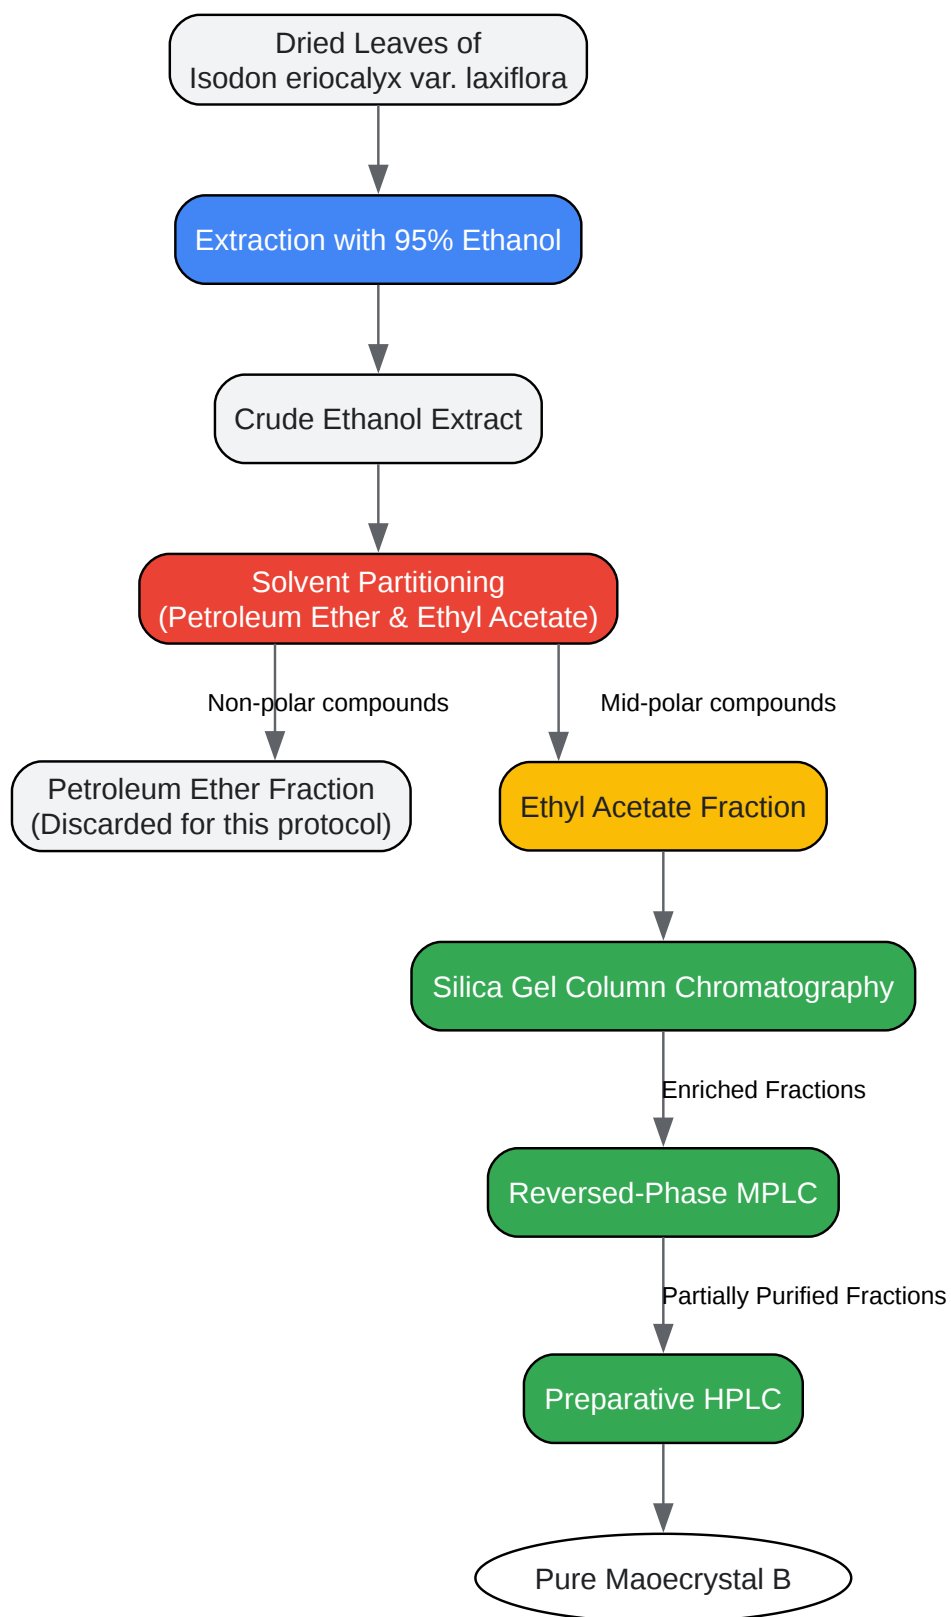 Dried Leaves of
Isodon eriocalyx var. laxiflora
Extraction with 95% Ethanol
Crude Ethanol Extract
Solvent Partitioning
(Petroleum Ether & Ethyl Acetate)
Non-polar compounds
Mid-polar compounds
Petroleum Ether Fraction
(Discarded for this protocol)
Ethyl Acetate Fraction
Silica Gel Column Chromatography
Enriched Fractions
Reversed-Phase MPLC
Partially Purified Fractions
Preparative HPLC
Pure Maoecrystal B